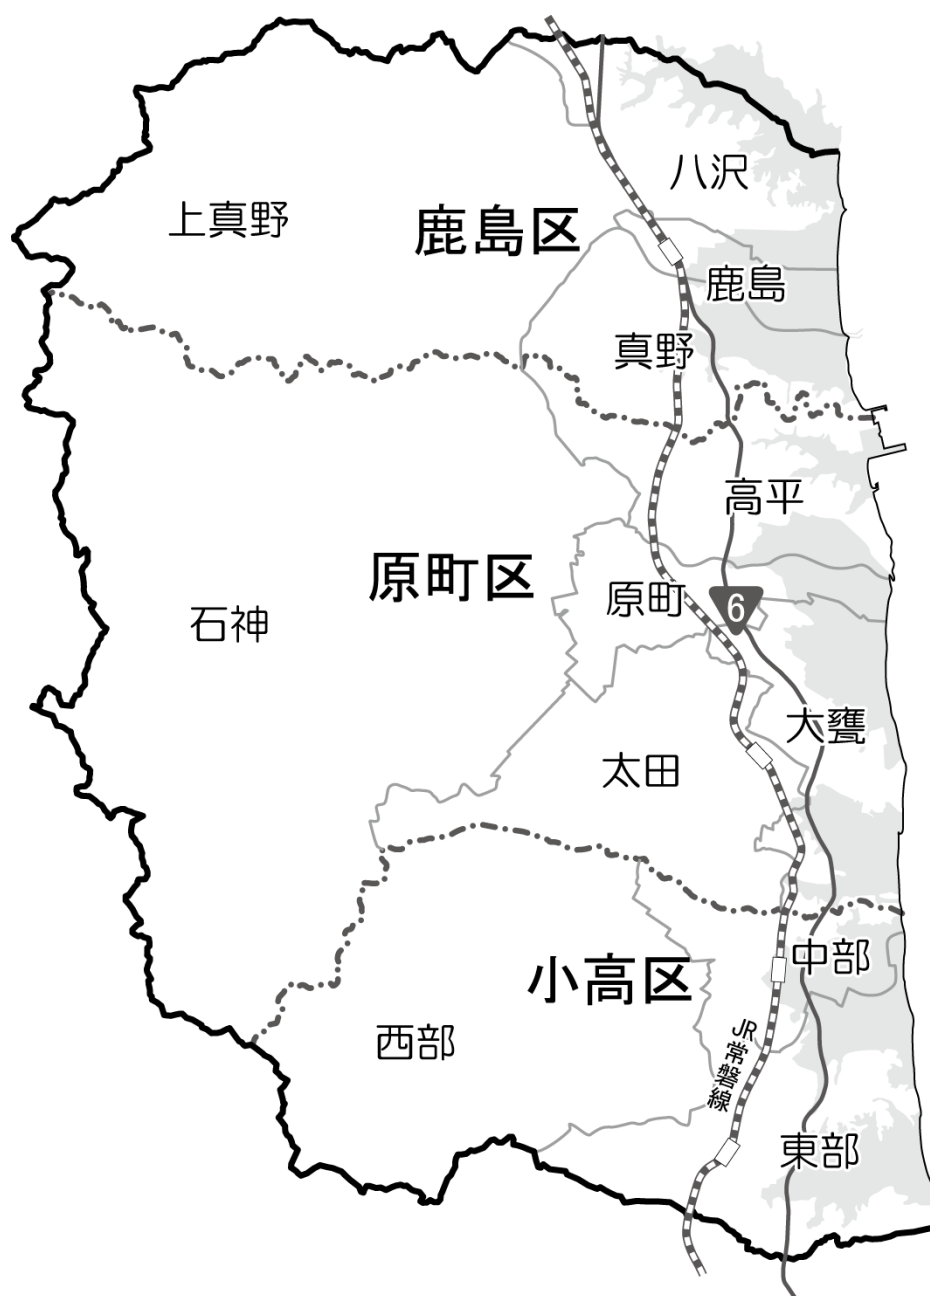 八沢
上真野
鹿島区
鹿島
真野
高平
原町区
原町
6
石神
大甕
太田
中部
小高区
西部
JR常磐線
東部